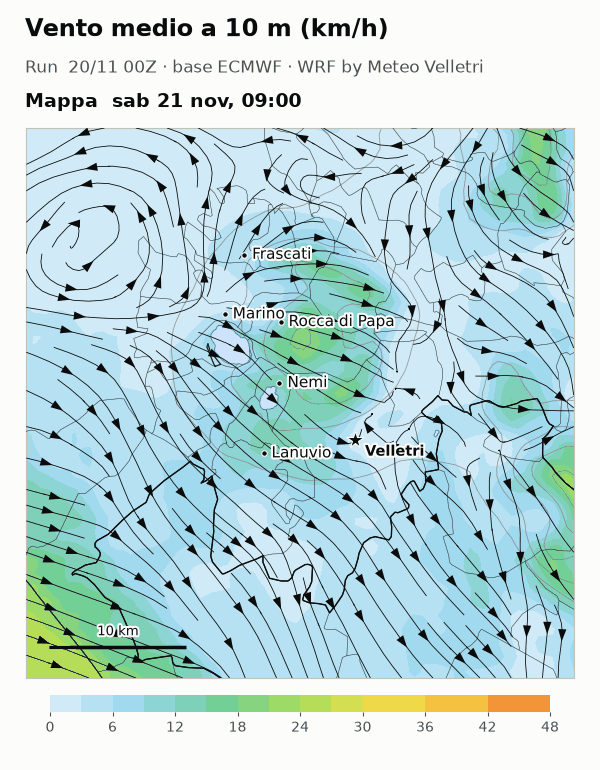 Vento medio a 10 m (km/h)
Run  20/11 00Z · base ECMWF · WRF by Meteo Velletri
Mappa  sab 21 nov, 09:00
Frascati
Marino
Rocca di Papa
Nemi
Velletri
Lanuvio
10 km
0 6 12 18 24 30 36 42 48